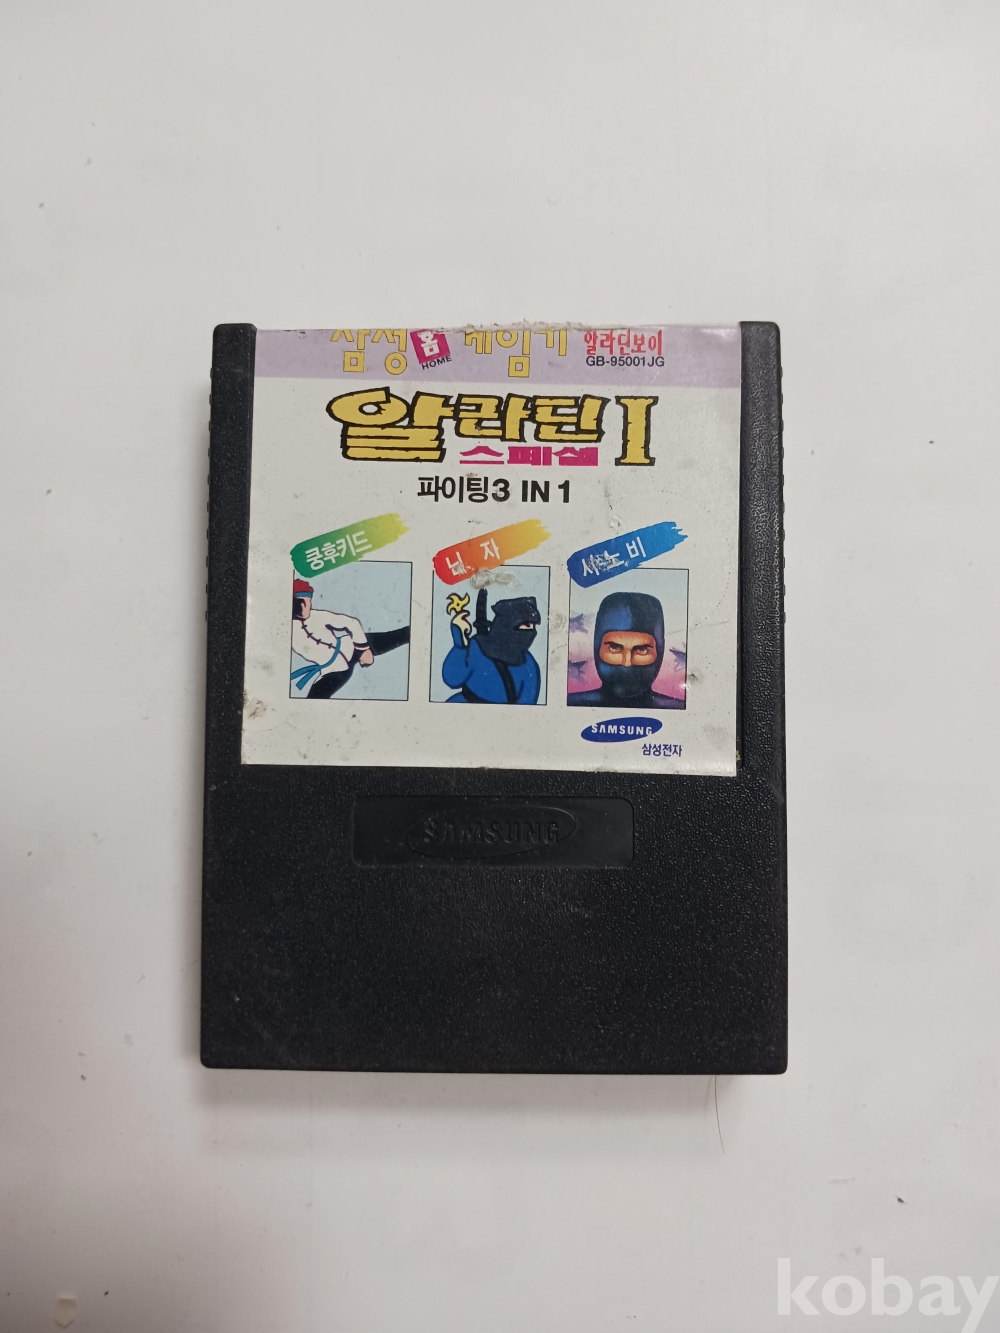 삼성 홈 HOME 게임기 알라딘보이
GB-95001JG
알라딘 I
스페셜
파이팅3 IN 1
쿵후키드 닌자 시노비
SAMSUNG
삼성전자
SAMSUNG
kobay